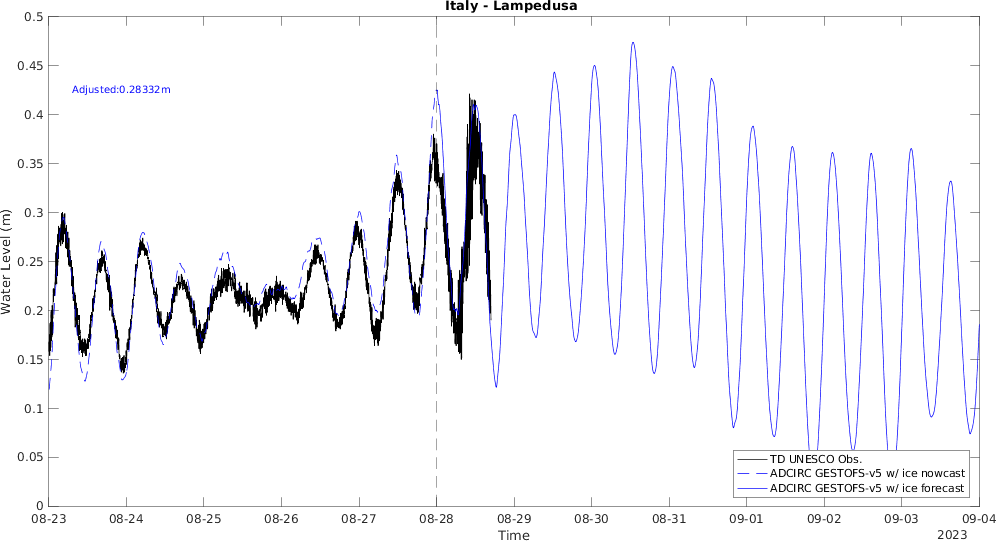 Italy - Lampedusa
0.5
0.45
0.4
0.35
0.3
0.25
0.2
0.15
0.1
0.05
0
Water Level (m)
Adjusted:0.28332m
TD UNESCO Obs.
ADCIRC GESTOFS-v5 w/ ice nowcast
ADCIRC GESTOFS-v5 w/ ice forecast
08-23 08-24 08-25 08-26 08-27 08-28 08-29 08-30 08-31 09-01 09-02 09-03 09-04
Time
2023